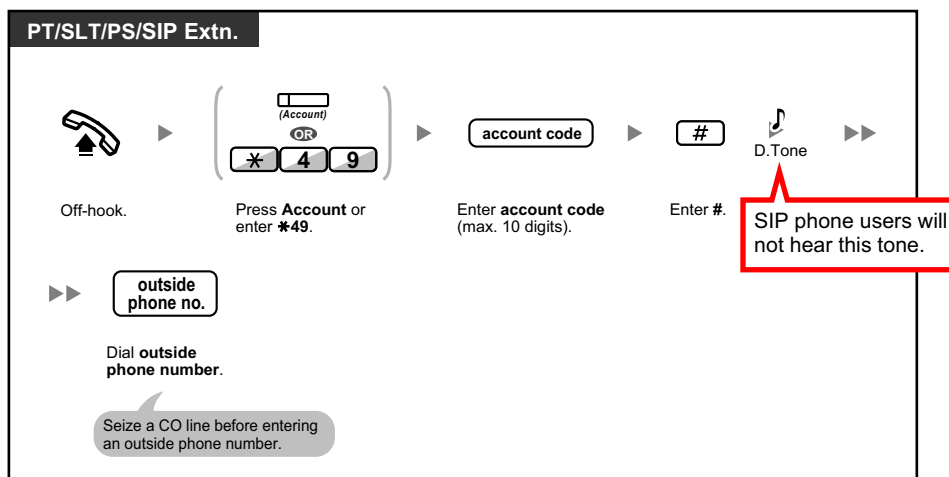 PT/SLT/PS/SIP Extn.
(Account)
OR
* 4 9
account code
#
D.Tone
Off-hook.
Press Account or
enter *49.
Enter account code
(max. 10 digits).
Enter #.
SIP phone users will
not hear this tone.
outside
phone no.
Dial outside
phone number.
Seize a CO line before entering
an outside phone number.